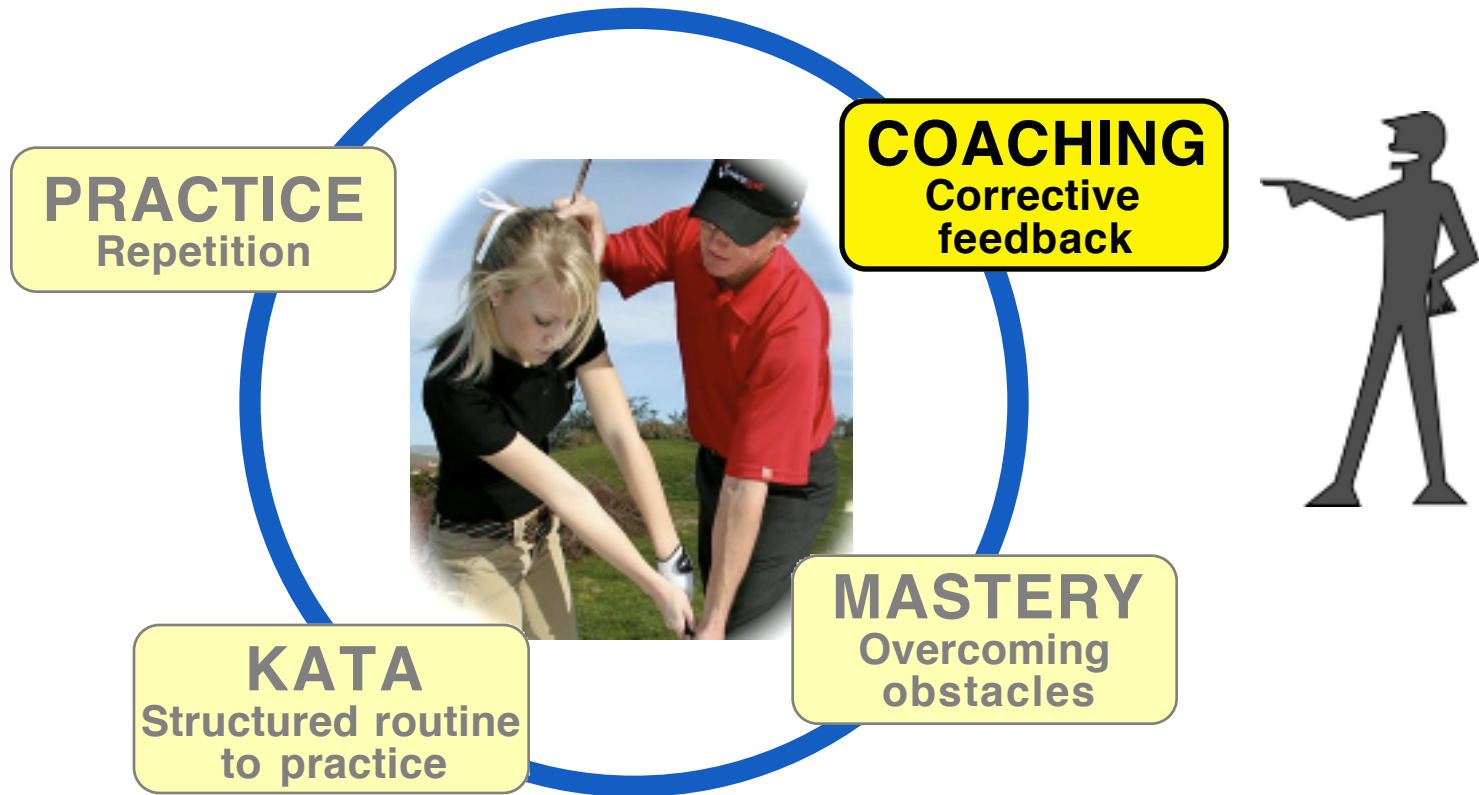 PRACTICE
Repetition
COACHING
Corrective
feedback
KATA
Structured routine
to practice
MASTERY
Overcoming
obstacles